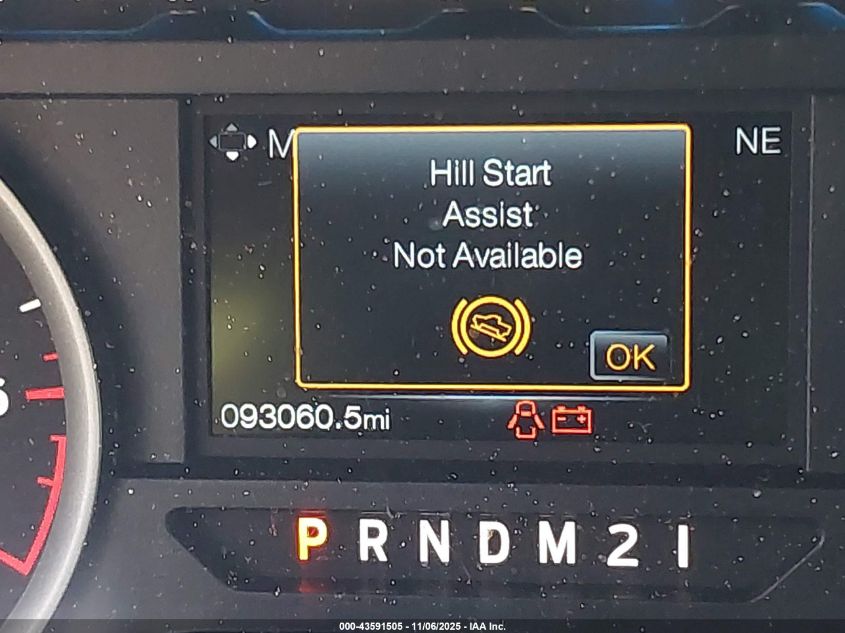 M
NE
Hill Start
Assist
Not Available
OK
093060.5mi
P R N D M 2 1
000-43591505 - 11/06/2025 - IAA Inc.